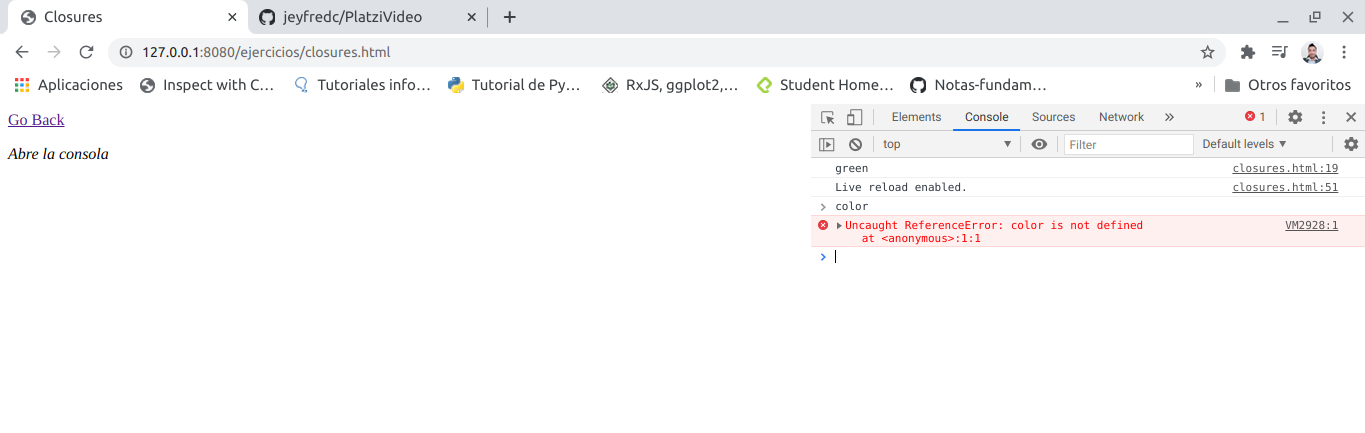 Closures
jeyfredc/PlatziVideo
127.0.0.1:8080/ejercicios/closures.html
Aplicaciones Inspect with C… Tutoriales info… Tutorial de Py… RxJS, ggplot2,… Student Home… Notas-fundam… » Otros favoritos
Go Back
Abre la consola
Elements Console Sources Network » 1
top Filter Default levels
green closures.html:19
Live reload enabled. closures.html:51
color
Uncaught ReferenceError: color is not defined VM2928:1
at <anonymous>:1:1